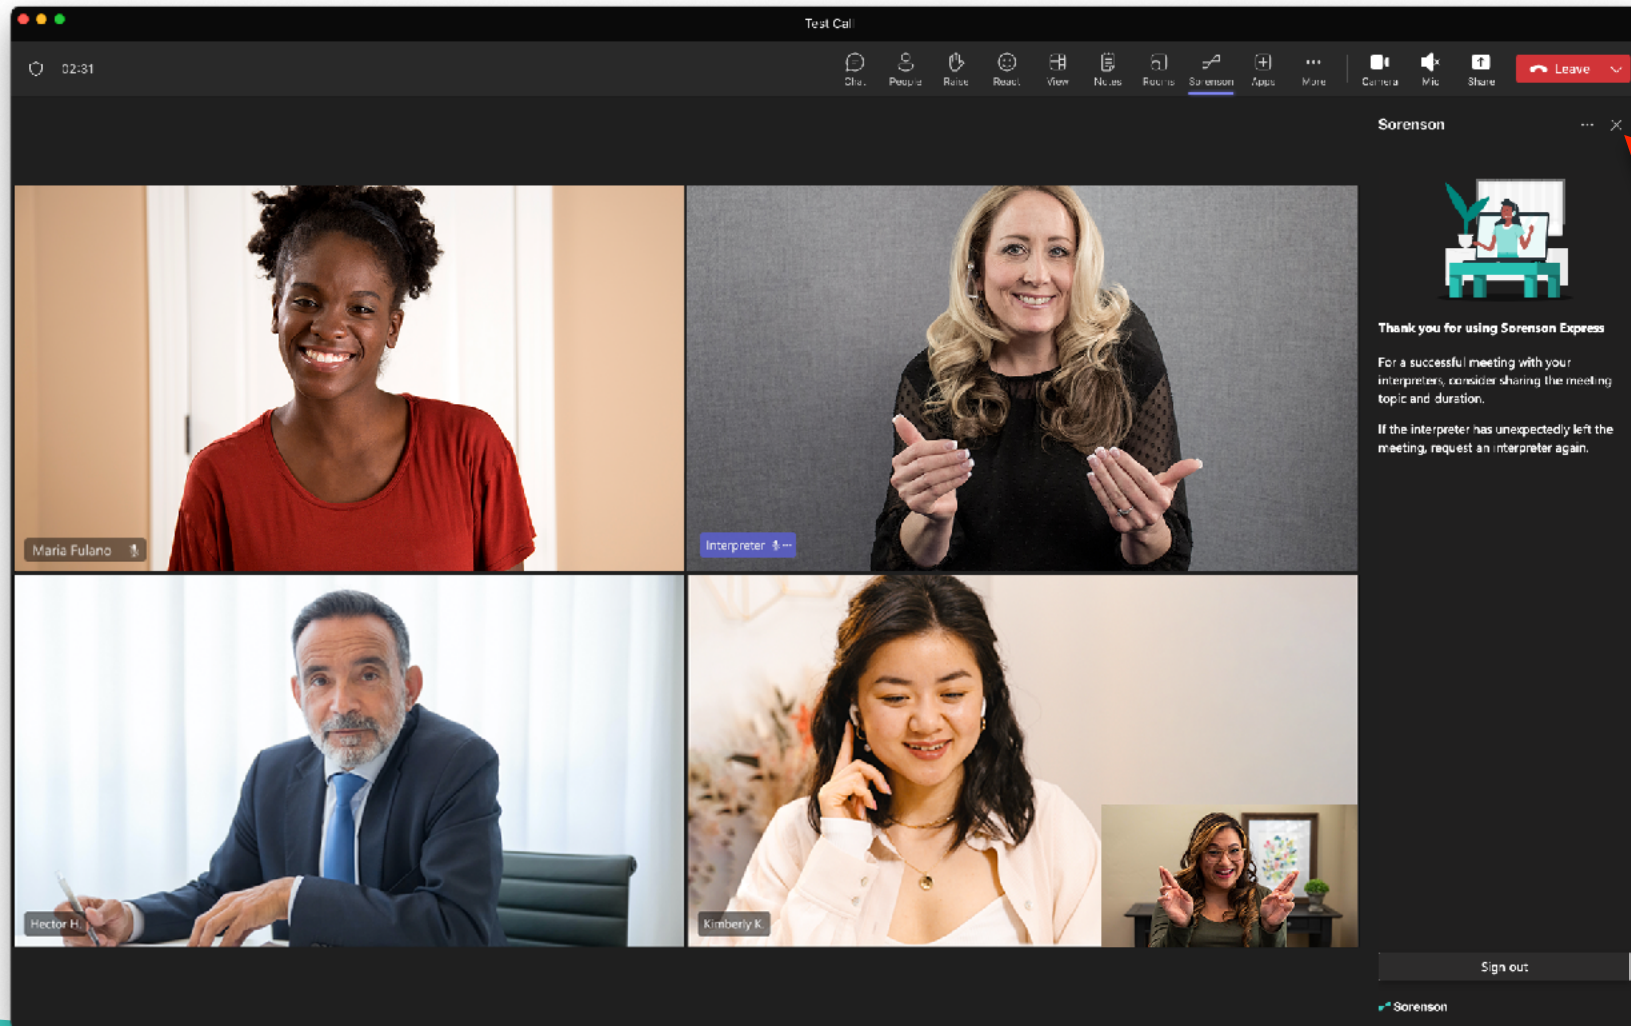 Test Call
02:31
Chat People Raise React View Notes Rooms Sorenson Apps More Camera Mic Share Leave
Sorenson
Thank you for using Sorenson Express
For a successful meeting with your
interpreters, consider sharing the meeting
topic and duration.
If the interpreter has unexpectedly left the
meeting, request an interpreter again.
Maria Fulano
Interpreter
Hector H.
Kimberly K.
Sign out
Sorenson